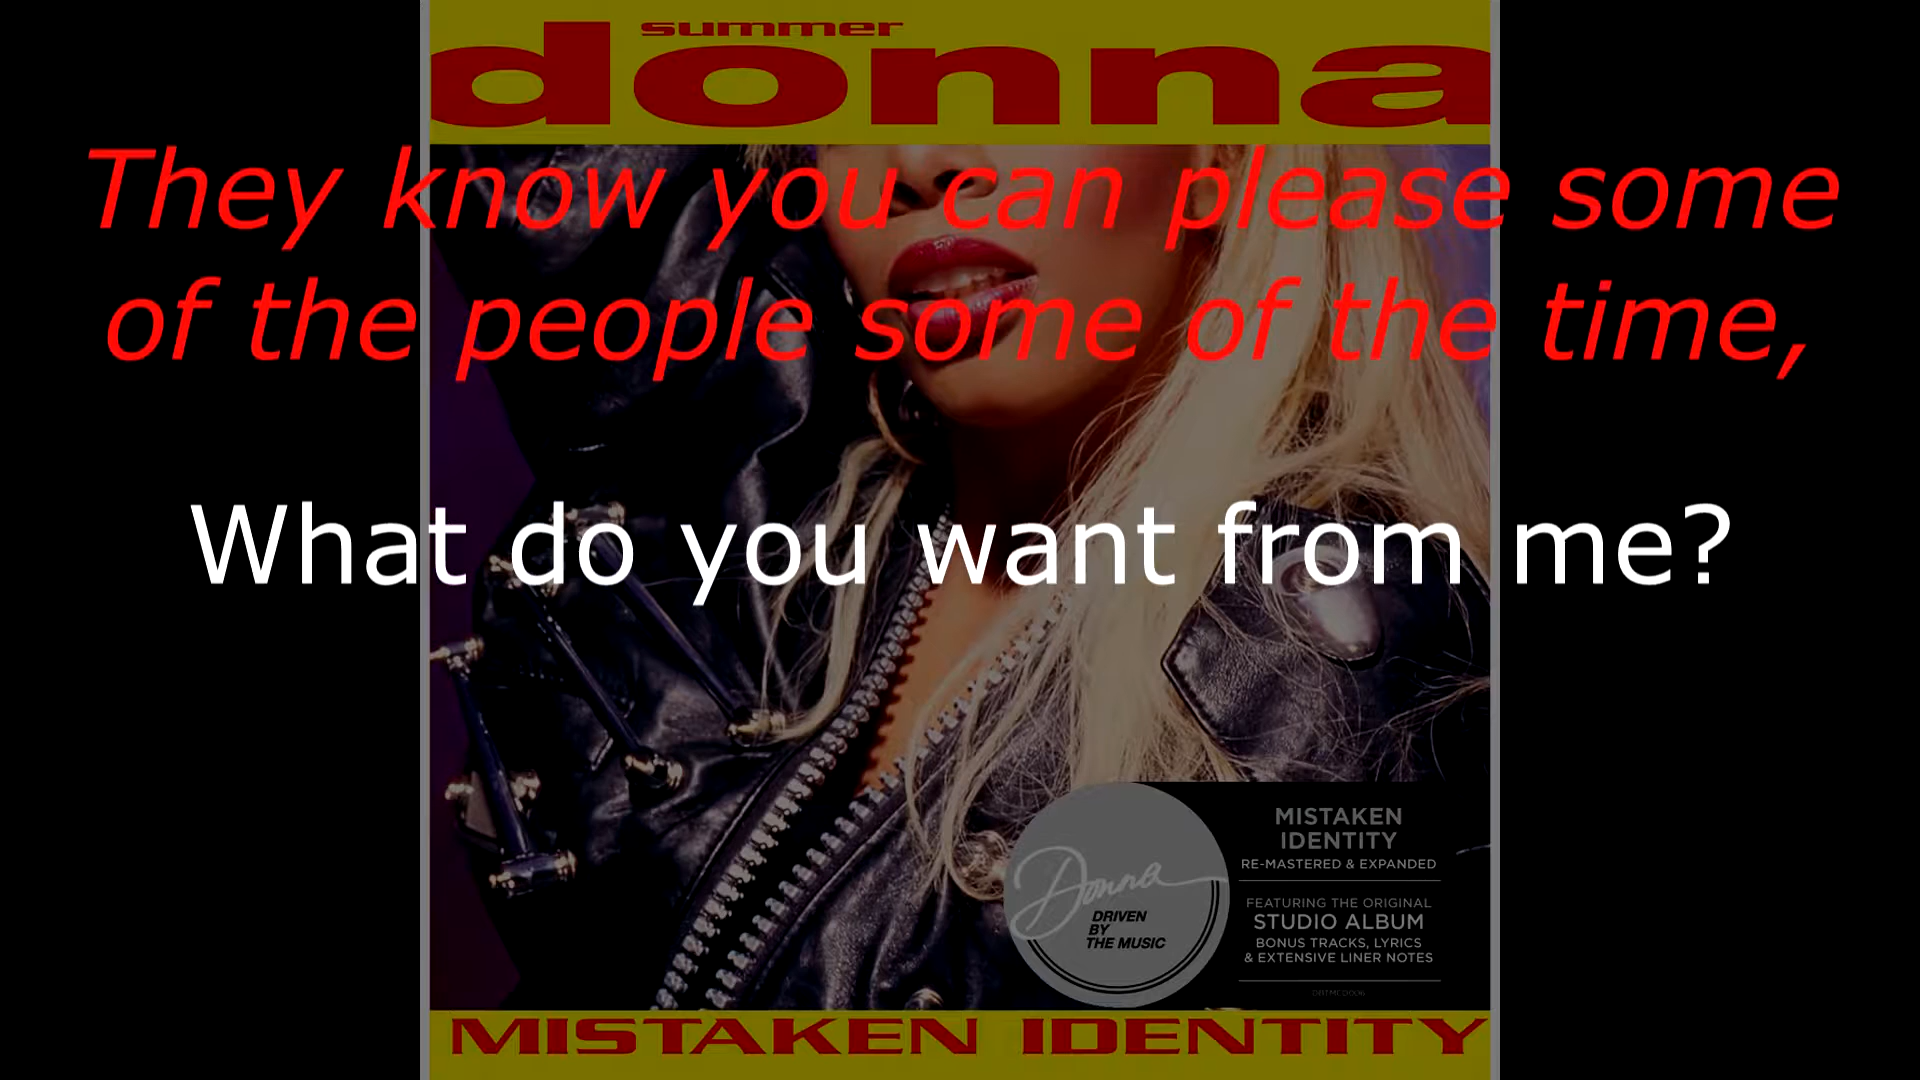 summer
donna
They know you can please some
of the people some of the time,
What do you want from me?
MISTAKEN
IDENTITY
RE-MASTERED & EXPANDED
FEATURING THE ORIGINAL
STUDIO ALBUM
BONUS TRACKS, LYRICS
& EXTENSIVE LINER NOTES
Donna
DRIVEN
BY
THE MUSIC
MISTAKEN IDENTITY